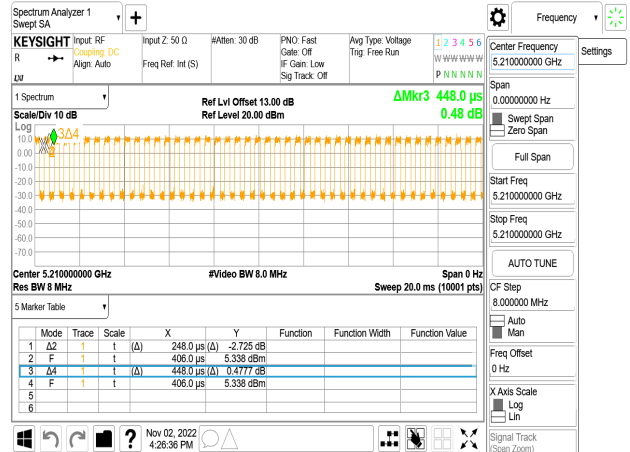 Spectrum Analyzer 1
Swept SA
Frequency
KEYSIGHT
R
Input: RF
Coupling: DC
Align: Auto
Input Z: 50 Ω
Freq Ref: Int (S)
#Atten: 30 dB
PNO: Fast
Gate: Off
IF Gain: Low
Sig Track: Off
Avg Type: Voltage
Trig: Free Run
1 2 3 4 5 6
W W W W W W
P N N N N N
Center Frequency
5.210000000 GHz
Settings
Span
0.00000000 Hz
Swept Span
Zero Span
Full Span
Start Freq
5.210000000 GHz
Stop Freq
5.210000000 GHz
AUTO TUNE
CF Step
8.000000 MHz
Auto
Man
Freq Offset
0 Hz
X Axis Scale
Log
Lin
Signal Track
(Span Zoom)
1 Spectrum
Scale/Div 10 dB
Log
Ref Lvl Offset 13.00 dB
Ref Level 20.00 dBm
ΔMkr3 448.0 µs
0.48 dB
3Δ4
10.0
0.00
-10.0
-20.0
-30.0
-40.0
-50.0
-60.0
-70.0
Center 5.210000000 GHz
Res BW 8 MHz
#Video BW 8.0 MHz
Span 0 Hz
Sweep 20.0 ms (10001 pts)
5 Marker Table
Mode Trace Scale X Y Function Function Width Function Value
1 Δ2 1 t (Δ) 248.0 µs (Δ) -2.725 dB
2 F 1 t 406.0 µs 5.338 dBm
3 Δ4 1 t (Δ) 448.0 µs (Δ) 0.4777 dB
4 F 1 t 406.0 µs 5.338 dBm
5
6
?
Nov 02, 2022
4:26:36 PM